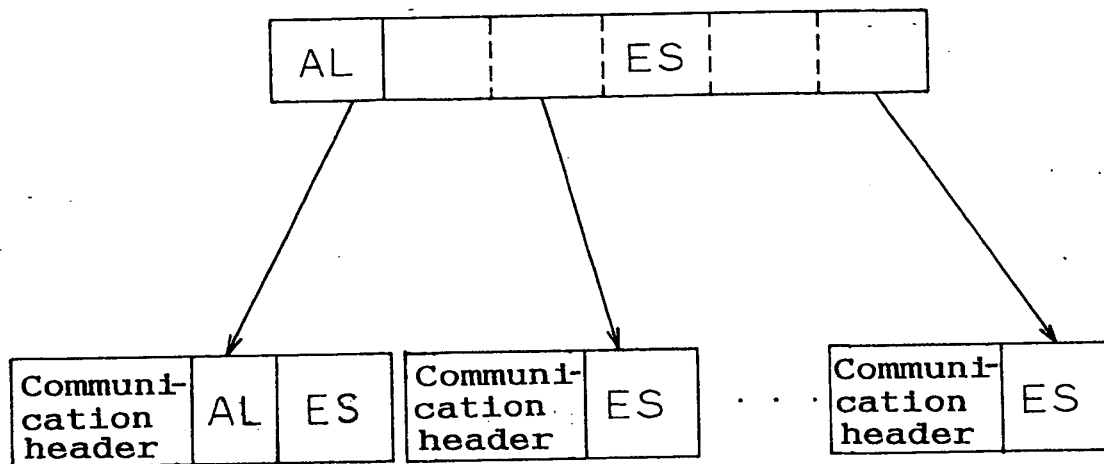 AL ES
Communi-
cation
header
AL ES
Communi-
cation
header
ES
Communi-
cation
header
ES